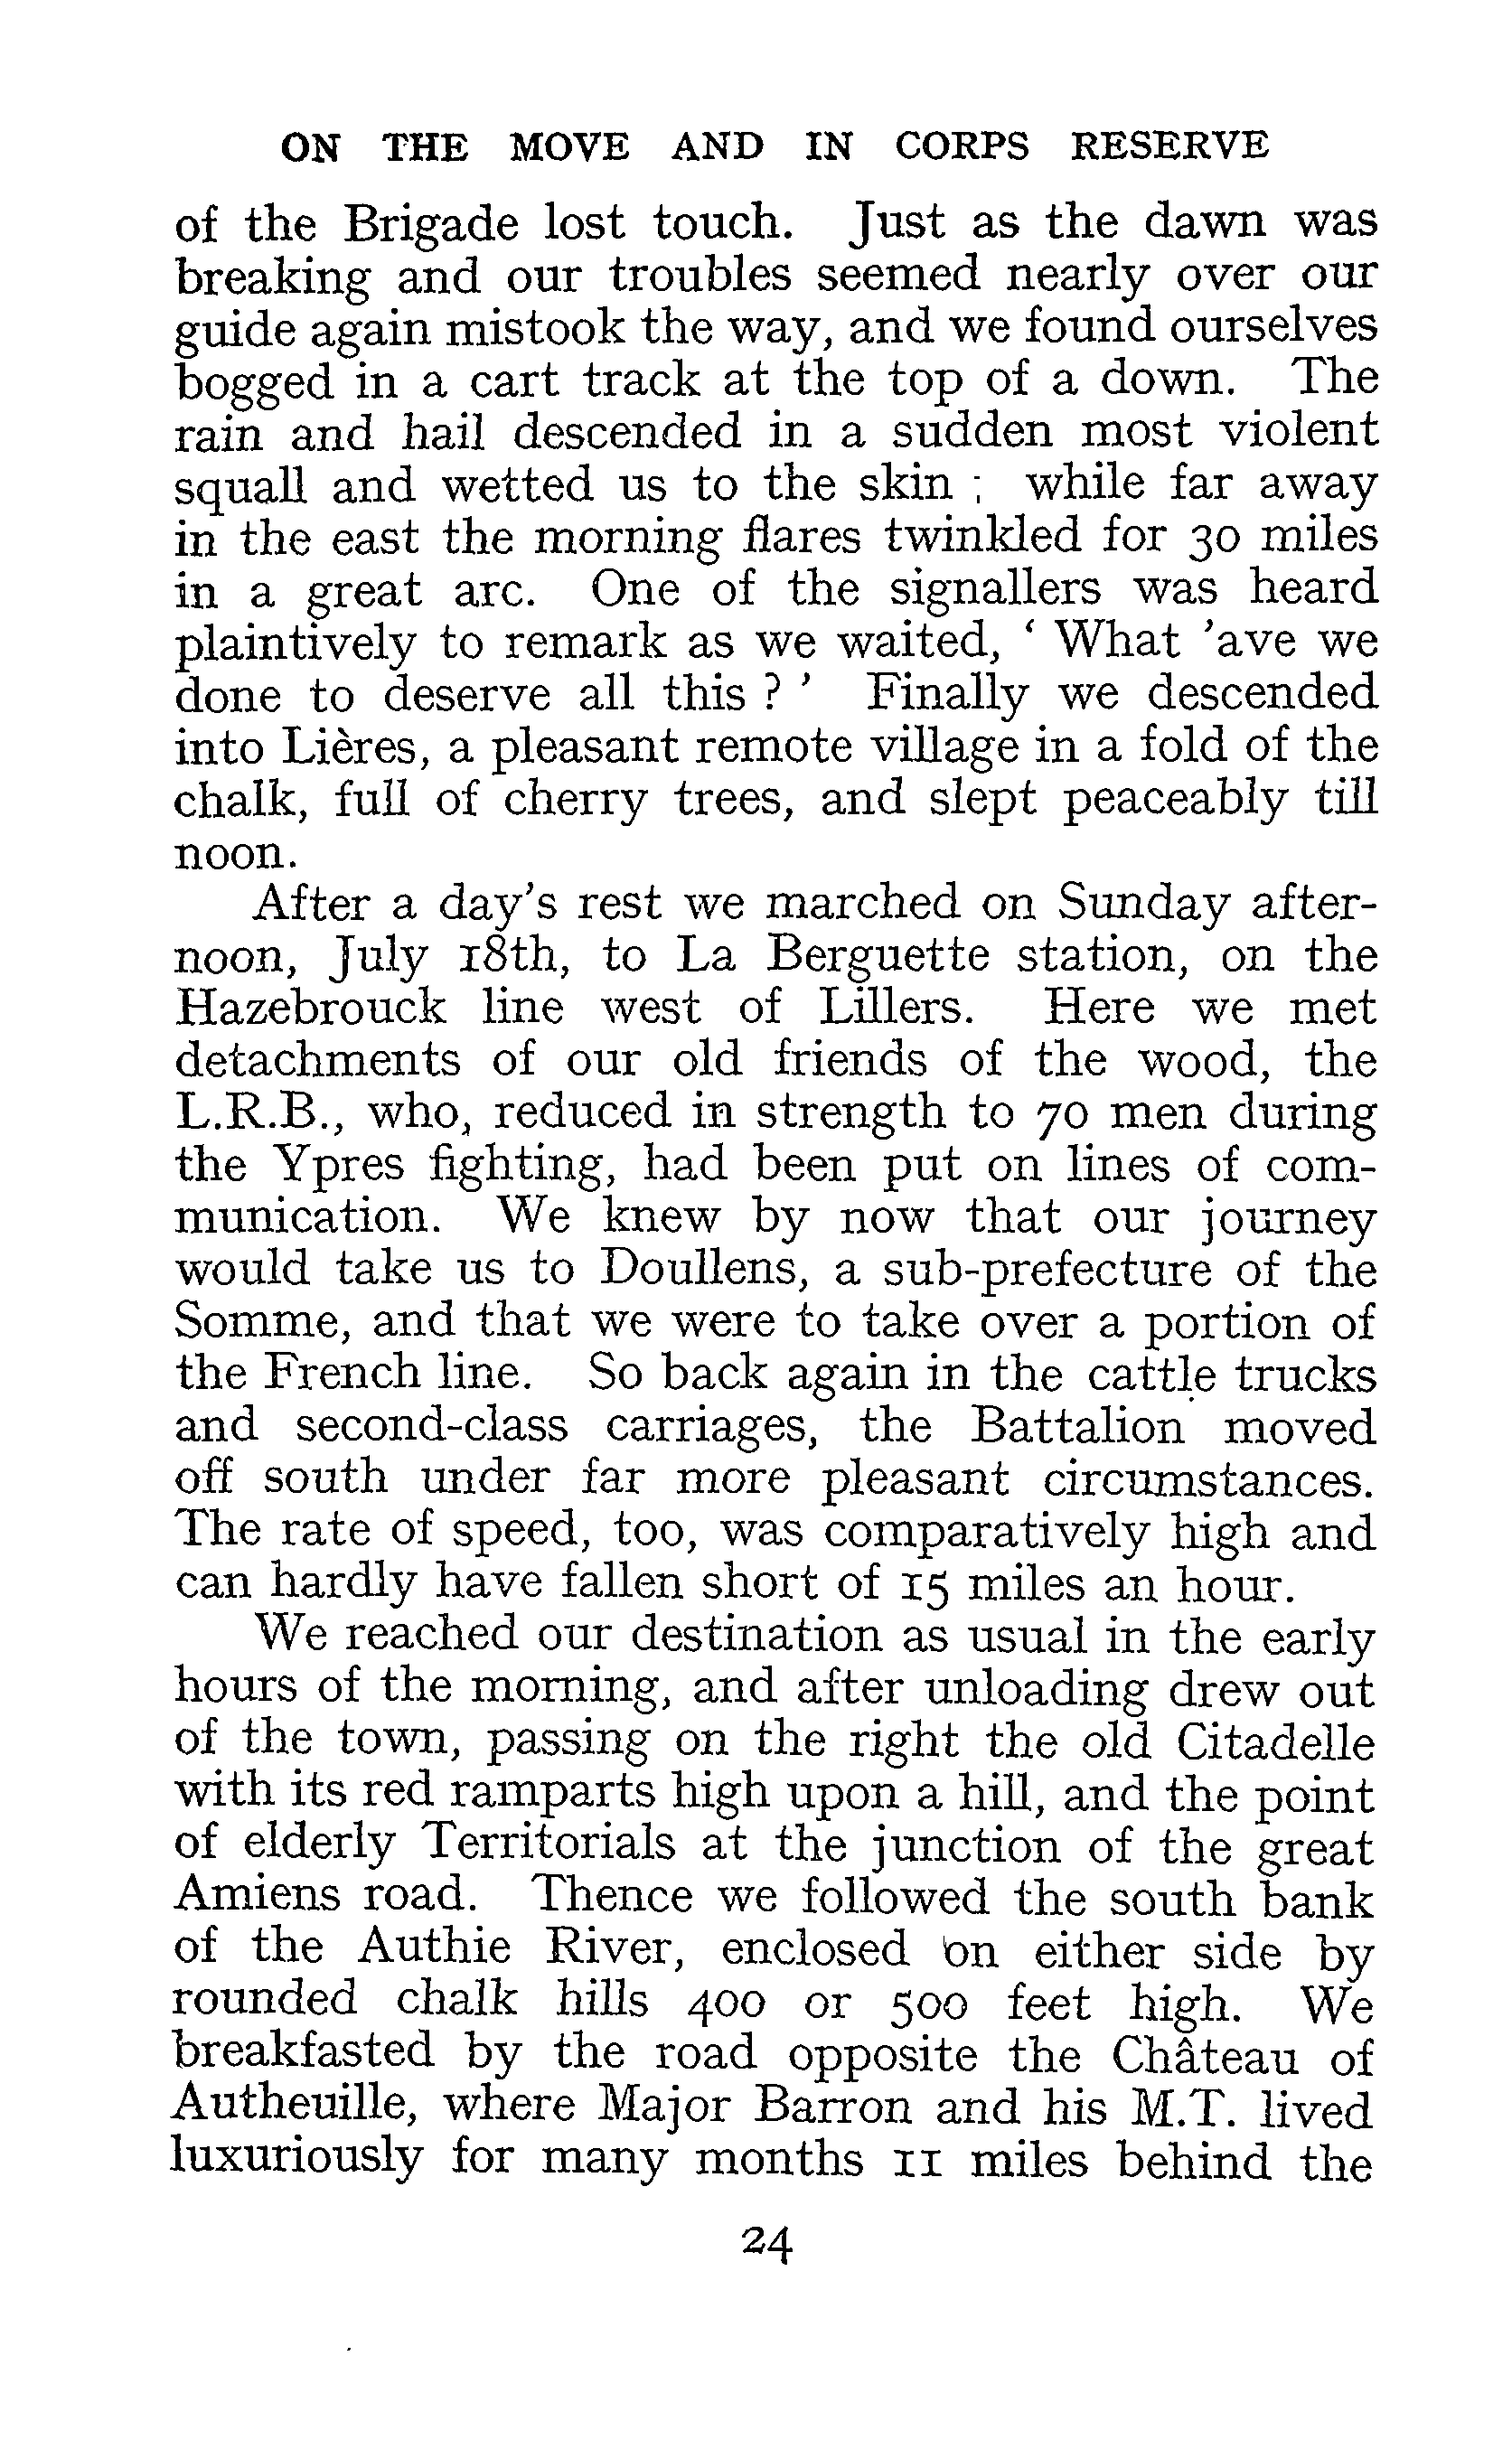 ON THE MOVE AND IN CORPS RESERVE
of the Brigade lost touch. Just as the dawn was
breaking and our troubles seemed nearly over our
guide again mistook the way, and we found ourselves
bogged in a cart track at the top of a down. The
rain and hail descended in a sudden most violent
squall and wetted us to the skin ; while far away
in the east the morning flares twinkled for 30 miles
in a great arc. One of the signallers was heard
plaintively to remark as we waited, ‘ What ’ave we
done to deserve all this ? ’ Finally we descended
into Lières, a pleasant remote village in a fold of the
chalk, full of cherry trees, and slept peaceably till
noon.
After a day’s rest we marched on Sunday after-
noon, July 18th, to La Berguette station, on the
Hazebrouck line west of Lillers. Here we met
detachments of our old friends of the wood, the
L.R.B., who, reduced in strength to 70 men during
the Ypres fighting, had been put on lines of com-
munication. We knew by now that our journey
would take us to Doullens, a sub-prefecture of the
Somme, and that we were to take over a portion of
the French line. So back again in the cattle trucks
and second-class carriages, the Battalion moved
off south under far more pleasant circumstances.
The rate of speed, too, was comparatively high and
can hardly have fallen short of 15 miles an hour.
We reached our destination as usual in the early
hours of the morning, and after unloading drew out
of the town, passing on the right the old Citadelle
with its red ramparts high upon a hill, and the point
of elderly Territorials at the junction of the great
Amiens road. Thence we followed the south bank
of the Authie River, enclosed on either side by
rounded chalk hills 400 or 500 feet high. We
breakfasted by the road opposite the Château of
Autheuille, where Major Barron and his M.T. lived
luxuriously for many months 11 miles behind the
24